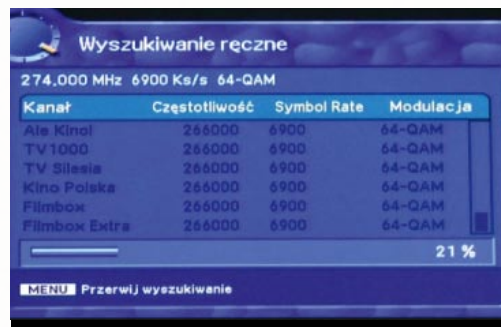 Wyszukiwanie ręczne
274,000 MHz 6900 Ks/s 64-QAM
Kanał Częstotliwość Symbol Rate Modulacja
Ale Kino! 266000 6900 64-QAM
TV1000 266000 6900 64-QAM
TV Silesia 266000 6900 64-QAM
Kino Polska 266000 6900 64-QAM
Filmbox 266000 6900 64-QAM
Filmbox Extra 266000 6900 64-QAM
21 %
MENU Przerwij wyszukiwanie